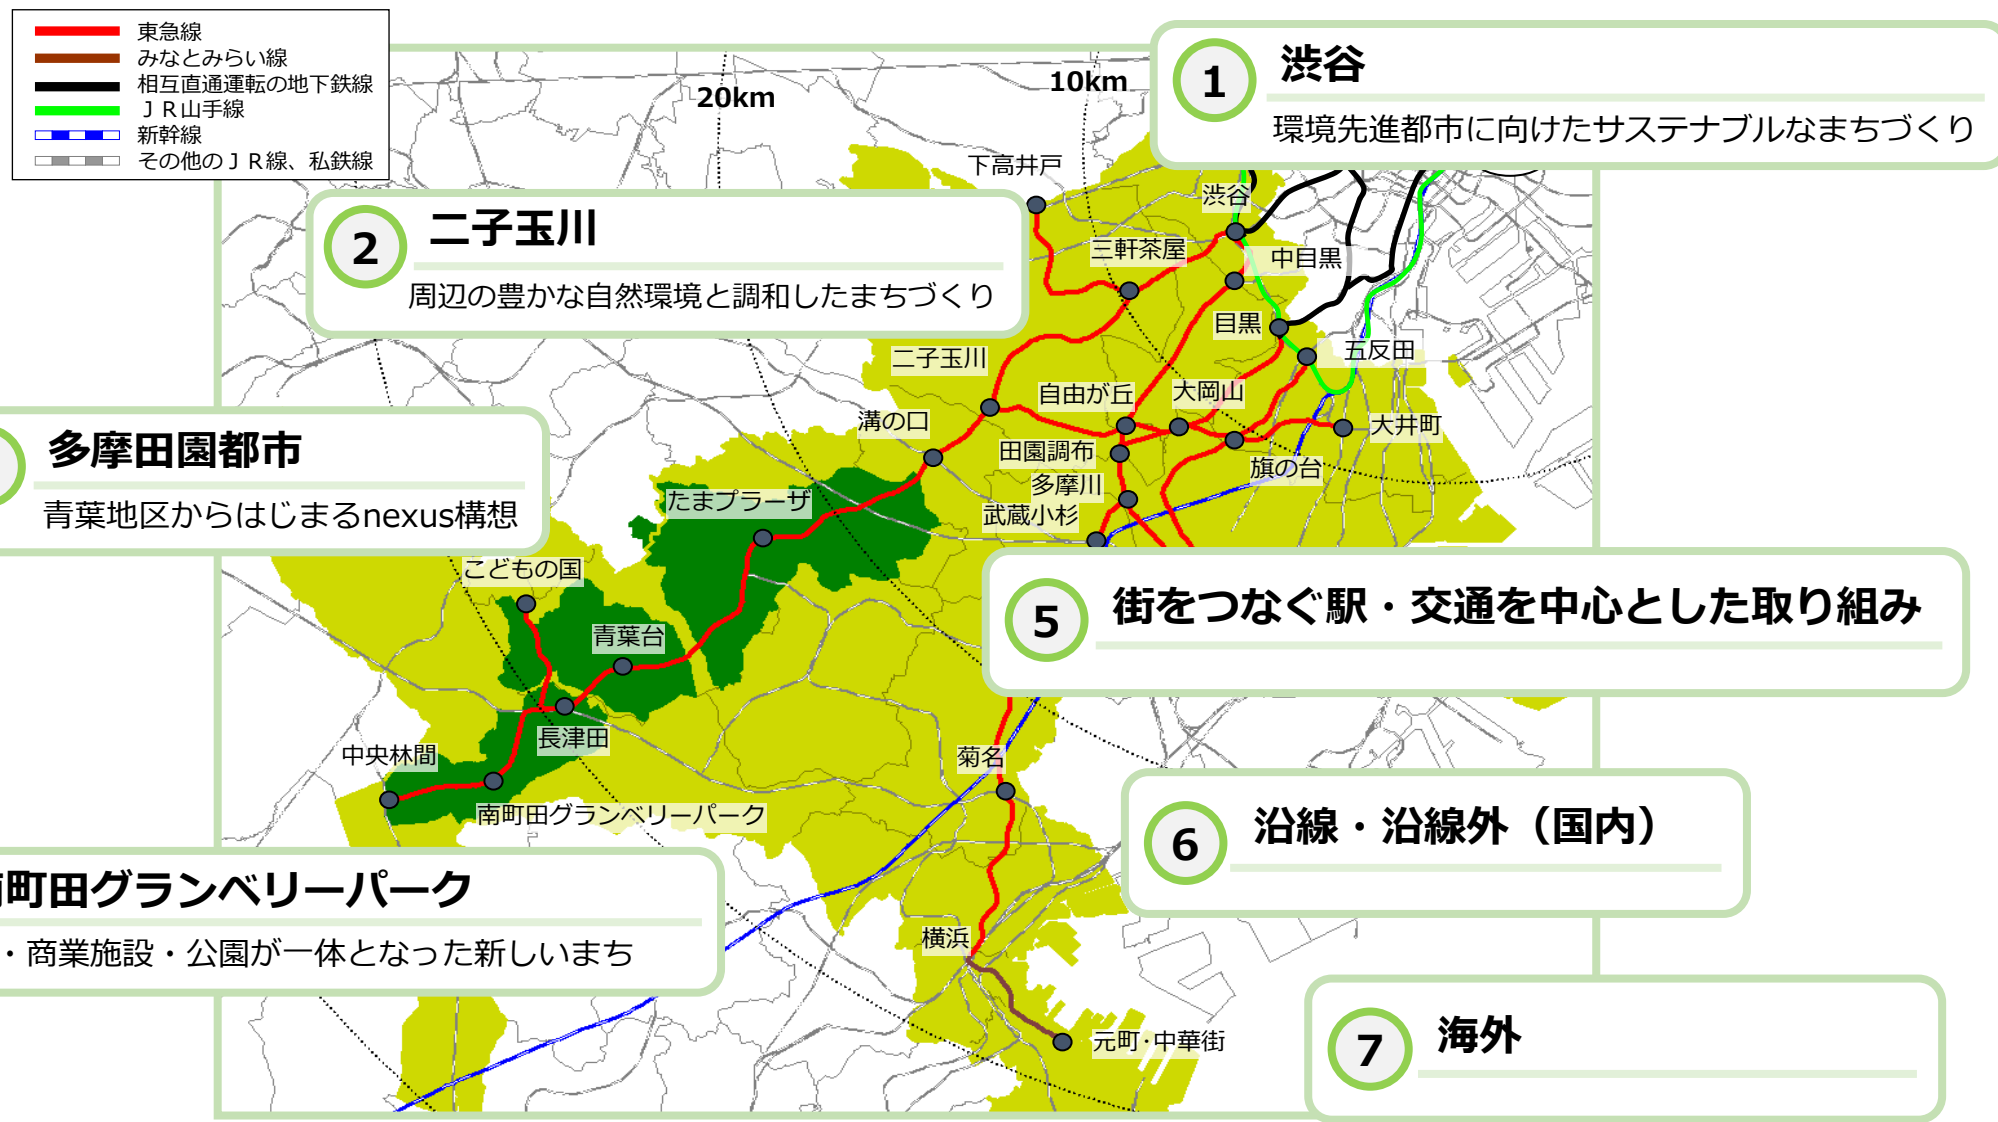 東急線
みなとみらい線
相互直通運転の地下鉄線
ＪＲ山手線
新幹線
その他のＪＲ線、私鉄線
20km
10km
1
渋谷
環境先進都市に向けたサステナブルなまちづくり
下高井戸
渋谷
2
二子玉川
周辺の豊かな自然環境と調和したまちづくり
三軒茶屋
中目黒
目黒
五反田
二子玉川
自由が丘
大岡山
溝の口
大井町
田園調布
旗の台
多摩川
武蔵小杉
多摩田園都市
青葉地区からはじまるnexus構想
たまプラーザ
こどもの国
青葉台
5
街をつなぐ駅・交通を中心とした取り組み
長津田
中央林間
菊名
南町田グランベリーパーク
6
沿線・沿線外（国内）
町田グランベリーパーク
・商業施設・公園が一体となった新しいまち
横浜
元町･中華街
7
海外